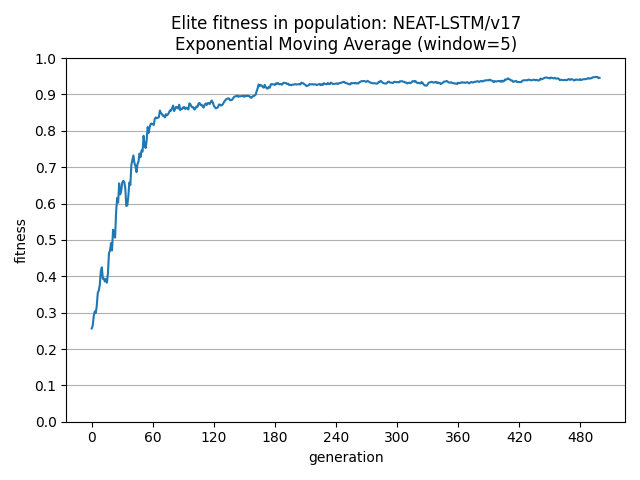 Elite fitness in population: NEAT-LSTM/v17
Exponential Moving Average (window=5)
1.0
0.9
0.8
0.7
0.6
0.5
0.4
0.3
0.2
0.1
0.0
fitness
0 60 120 180 240 300 360 420 480
generation